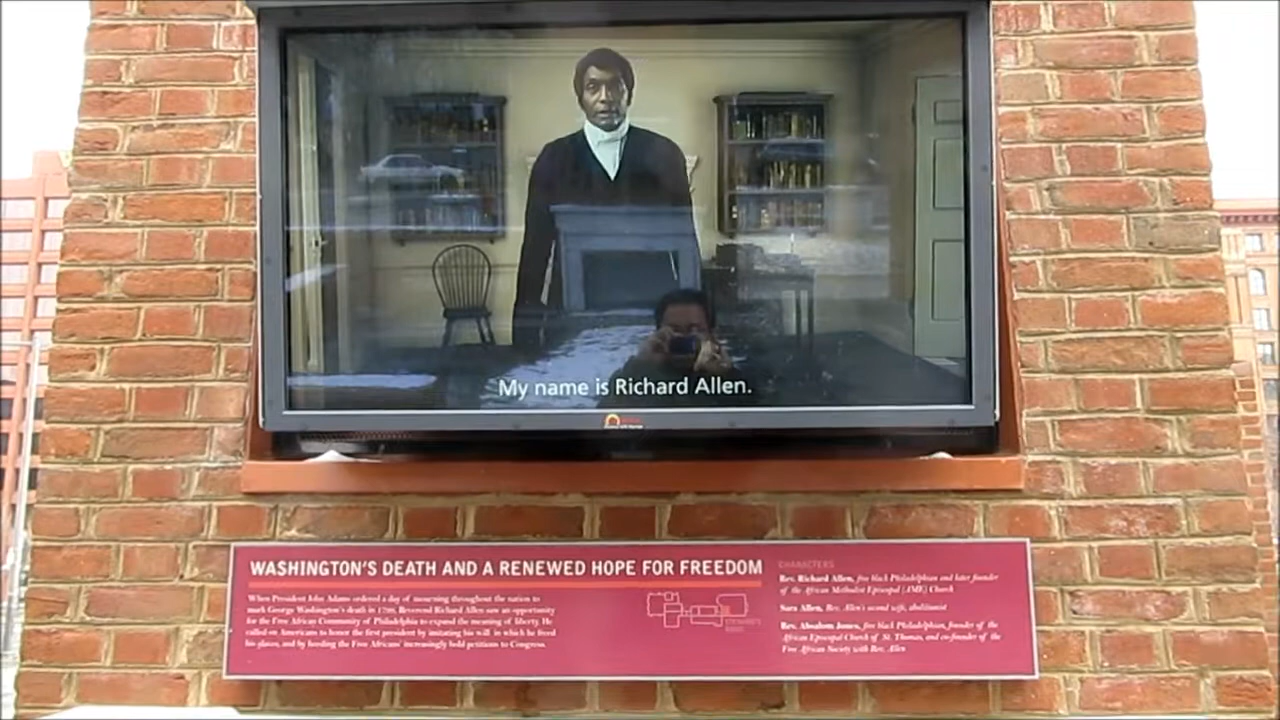 My name is Richard Allen.
WASHINGTON'S DEATH AND A RENEWED HOPE FOR FREEDOM
When President John Adams ordered a day of mourning throughout the nation to
mark George Washington's death in 1799, Reverend Richard Allen saw an opportunity
for the Free African Community of Philadelphia to expand the meaning of liberty. He
called on Americans to honor the first president by imitating his will in which he freed
his slaves, and by heeding the Free Africans' increasingly bold petitions to Congress.
CHARACTERS
Rev. Richard Allen, free black Philadelphian and later founder
of the African Methodist Episcopal (AME) Church
Sara Allen, Rev. Allen's second wife, abolitionist
Rev. Absalom Jones, free black Philadelphian, founder of the
African Episcopal Church of St. Thomas, and co-founder of the
Free African Society with Rev. Allen